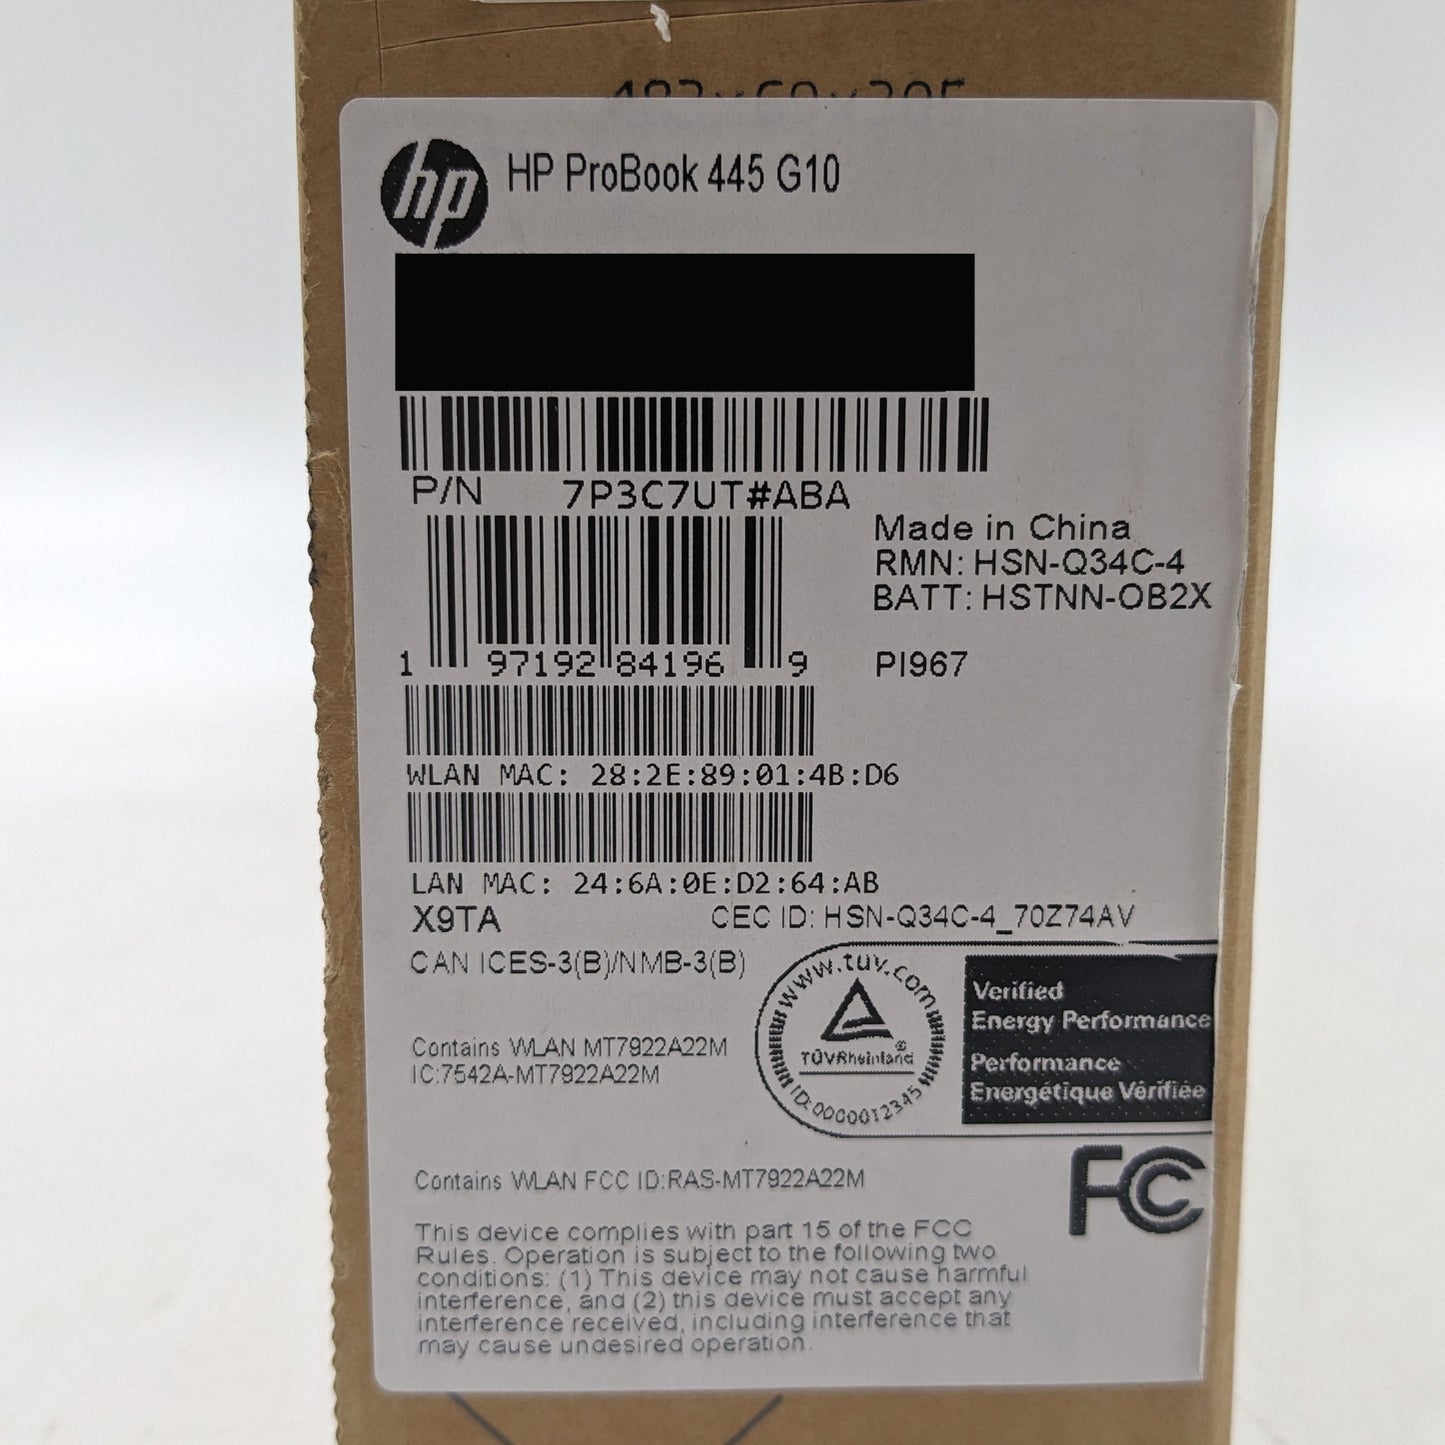 hp
HP ProBook 445 G10
P/N 7P3C7UT#ABA
Made in China
RMN: HSN-Q34C-4
BATT: HSTNN-OB2X
1 97192 84196 9
PI967
WLAN MAC: 28:2E:89:01:4B:D6
LAN MAC: 24:6A:0E:D2:64:AB
X9TA
CEC ID: HSN-Q34C-4_70Z74AV
CAN ICES-3(B)/NMB-3(B)
www.tuv.com
TÜVRheinland®
ID:0000012345
Verified
Energy Performance
Performance
Energétique Vérifiée
Contains WLAN MT7922A22M
IC:7542A-MT7922A22M
Contains WLAN FCC ID:RAS-MT7922A22M
FC
This device complies with part 15 of the FCC
Rules. Operation is subject to the following two
conditions: (1) This device may not cause harmful
interference, and (2) this device must accept any
interference received, including interference that
may cause undesired operation.